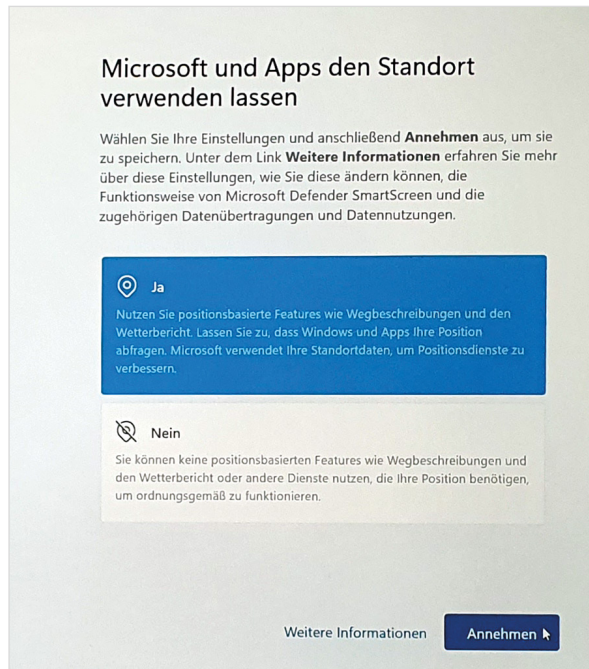 Microsoft und Apps den Standort
verwenden lassen
Wählen Sie Ihre Einstellungen und anschließend Annehmen aus, um sie
zu speichern. Unter dem Link Weitere Informationen erfahren Sie mehr
über diese Einstellungen, wie Sie diese ändern können, die
Funktionsweise von Microsoft Defender SmartScreen und die
zugehörigen Datenübertragungen und Datennutzungen.
Ja
Nutzen Sie positionsbasierte Features wie Wegbeschreibungen und den
Wetterbericht. Lassen Sie zu, dass Windows und Apps Ihre Position
abfragen. Microsoft verwendet Ihre Standortdaten, um Positionsdienste zu
verbessern.
Nein
Sie können keine positionsbasierten Features wie Wegbeschreibungen und
den Wetterbericht oder andere Dienste nutzen, die Ihre Position benötigen,
um ordnungsgemäß zu funktionieren.
Weitere Informationen
Annehmen